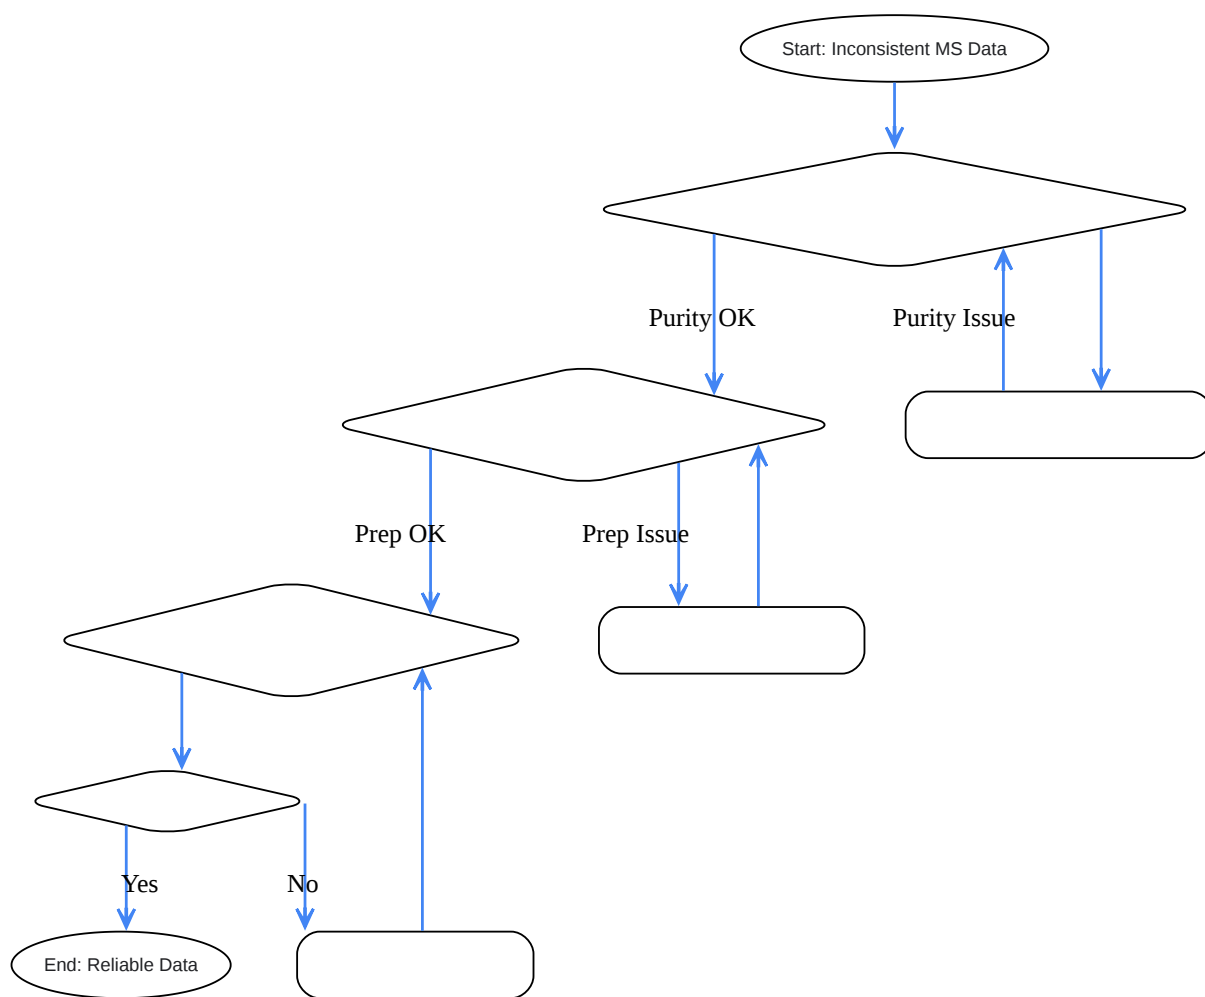 Start: Inconsistent MS Data
Purity OK
Purity Issue
Prep OK
Prep Issue
Yes
No
End: Reliable Data